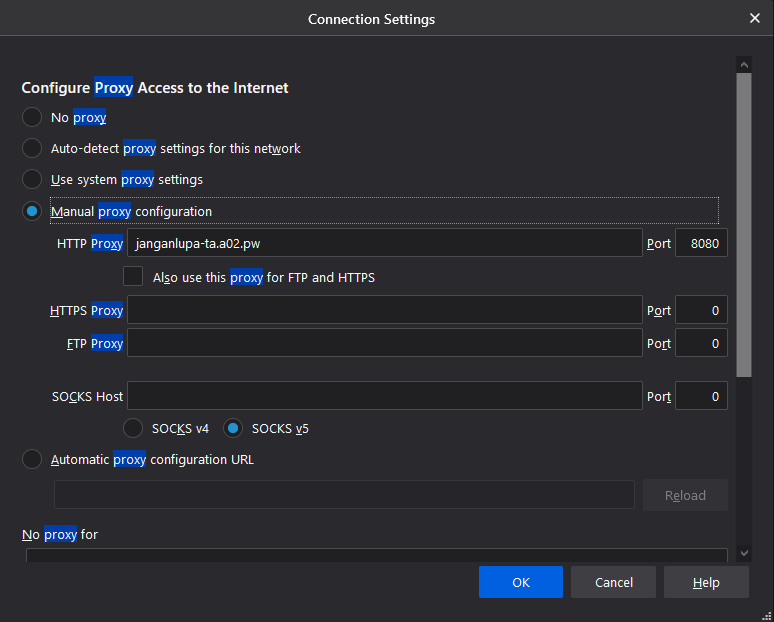 Connection Settings
Configure Proxy Access to the Internet
No proxy
Auto-detect proxy settings for this network
Use system proxy settings
Manual proxy configuration
HTTP Proxy janganlupa-ta.a02.pw Port 8080
Also use this proxy for FTP and HTTPS
HTTPS Proxy Port 0
FTP Proxy Port 0
SOCKS Host Port 0
SOCKS v4 SOCKS v5
Automatic proxy configuration URL
Reload
No proxy for
OK Cancel Help